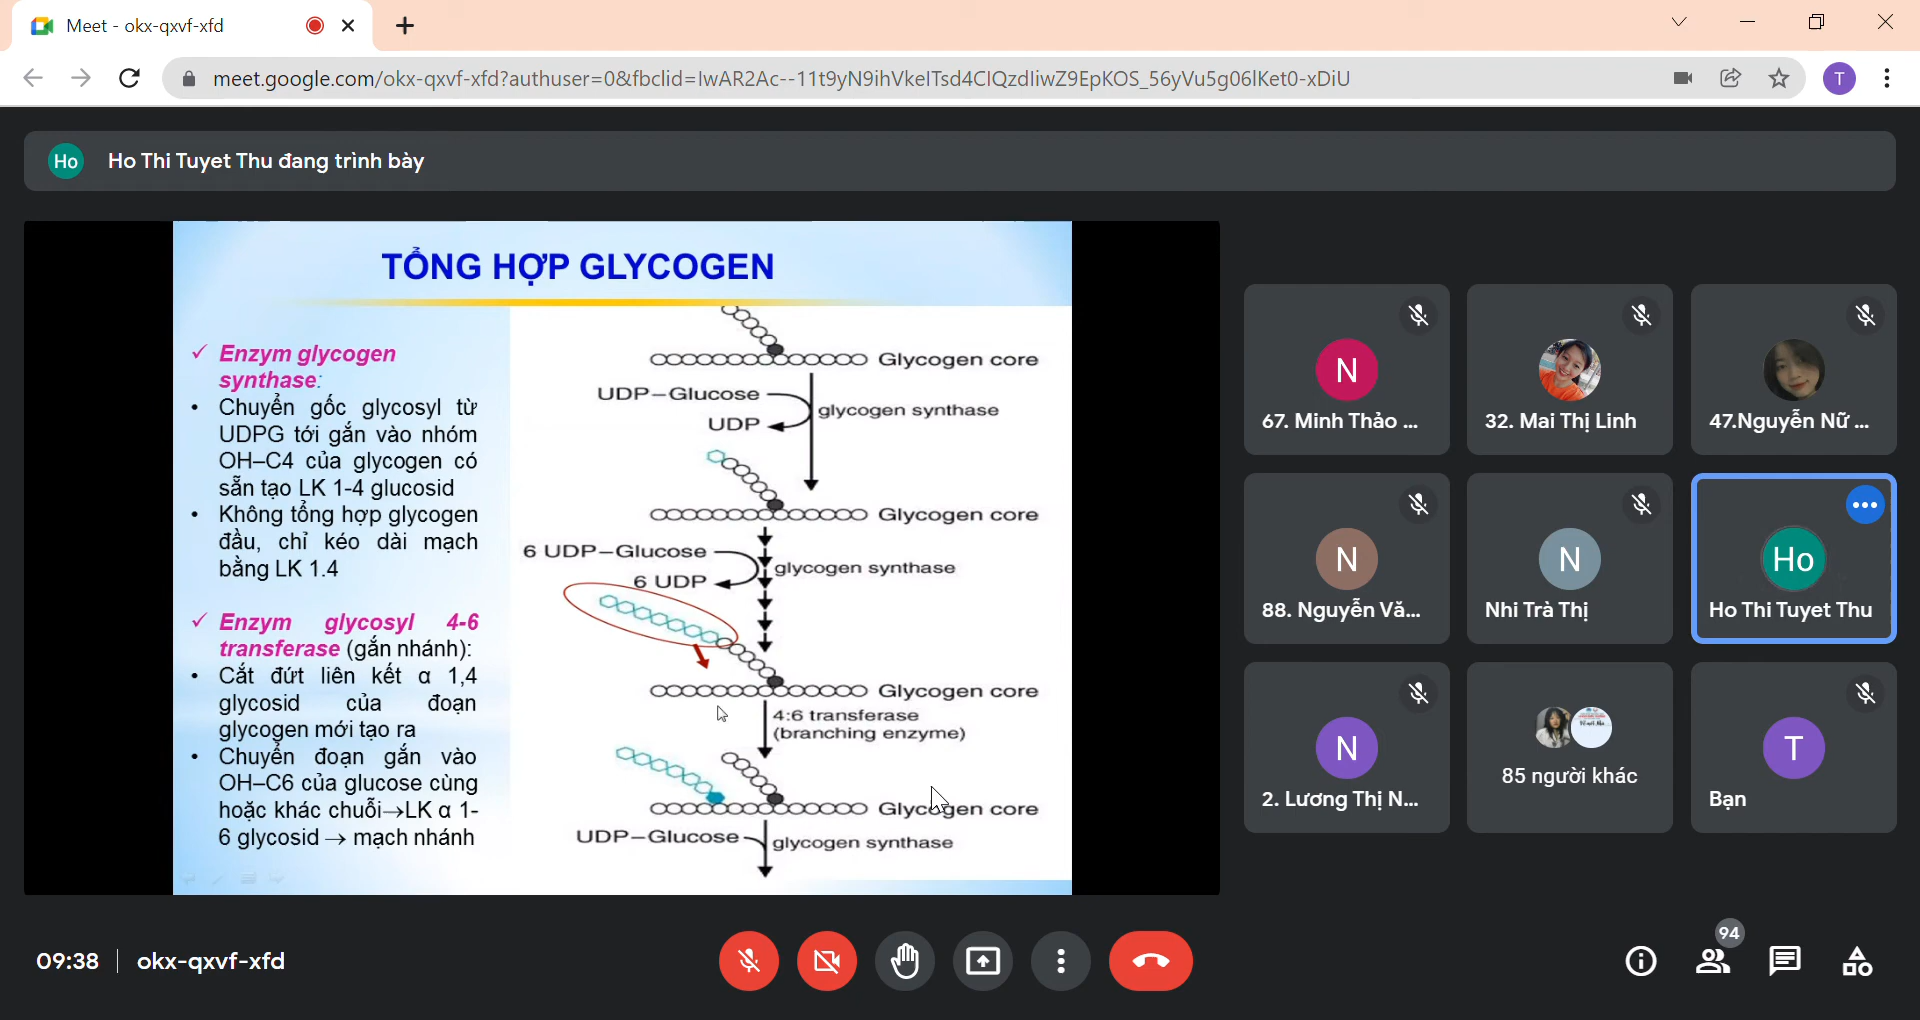 Meet - okx-qxvf-xfd
meet.google.com/okx-qxvf-xfd?authuser=0&fbclid=IwAR2Ac--11t9yN9ihVkeITsd4CIQzdIiwZ9EpKOS_56yVu5g06lKet0-xDiU
T
Ho
Ho Thi Tuyet Thu đang trình bày
TỔNG HỢP GLYCOGEN
✓ Enzym glycogen
synthase:
• Chuyển gốc glycosyl từ
UDPG tới gắn vào nhóm
OH–C4 của glycogen có
sẵn tạo LK 1-4 glucosid
• Không tổng hợp glycogen
đầu, chỉ kéo dài mạch
bằng LK 1.4
✓ Enzym glycosyl 4-6
transferase (gắn nhánh):
• Cắt đứt liên kết α 1,4
glycosid của đoạn
glycogen mới tạo ra
• Chuyển đoạn gắn vào
OH–C6 của glucose cùng
hoặc khác chuỗi→LK α 1-
6 glycosid → mạch nhánh
Glycogen core
UDP–Glucose
UDP
glycogen synthase
Glycogen core
6 UDP–Glucose
6 UDP
glycogen synthase
Glycogen core
4:6 transferase
(branching enzyme)
Glycogen core
UDP–Glucose
glycogen synthase
N
67. Minh Thảo ...
32. Mai Thị Linh
47.Nguyễn Nữ ...
N
88. Nguyễn Vă...
N
Nhi Trà Thị
Ho
Ho Thi Tuyet Thu
N
2. Lương Thị N...
85 người khác
T
Bạn
09:38
okx-qxvf-xfd
94